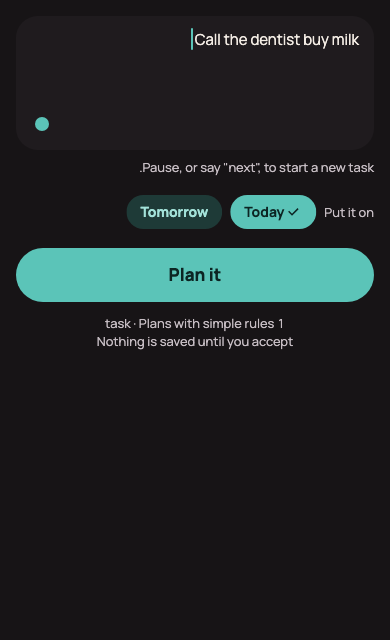 Call the dentist buy milk
.Pause, or say "next", to start a new task
Put it on Today ✓ Tomorrow
Plan it
task · Plans with simple rules 1
Nothing is saved until you accept